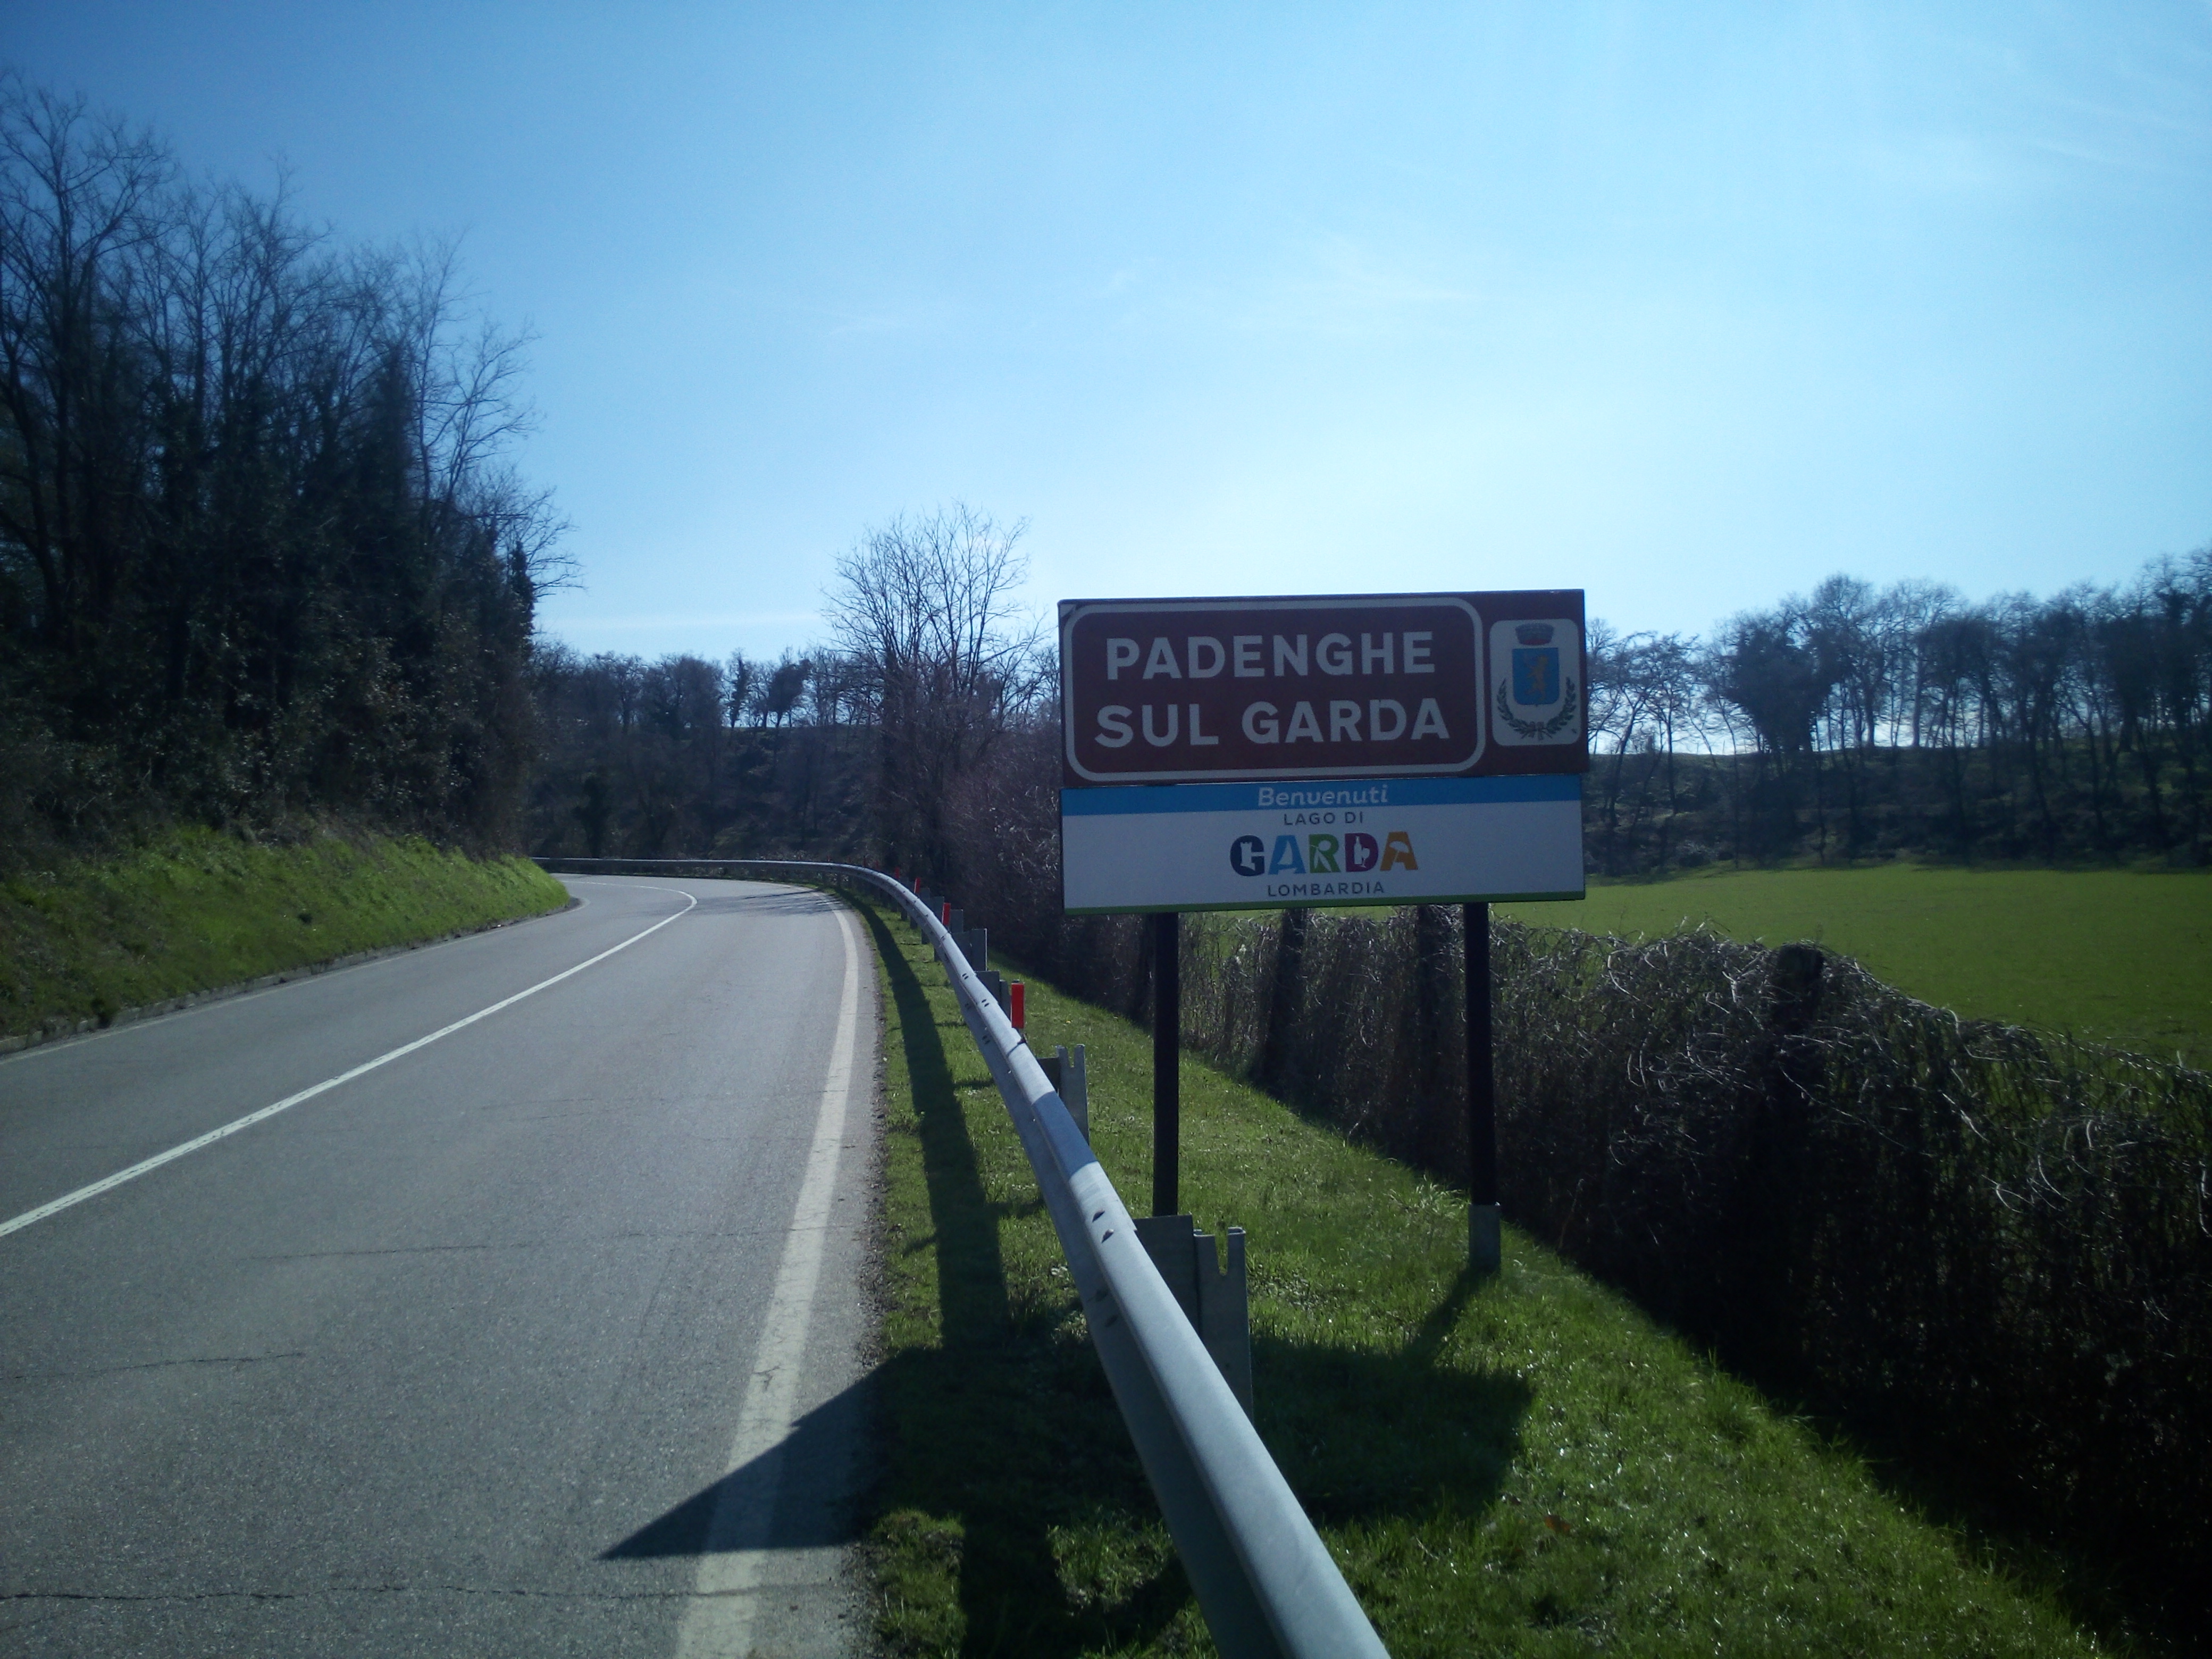 PADENGHE
SUL GARDA
Benvenuti
LAGO DI
GARDA
LOMBARDIA